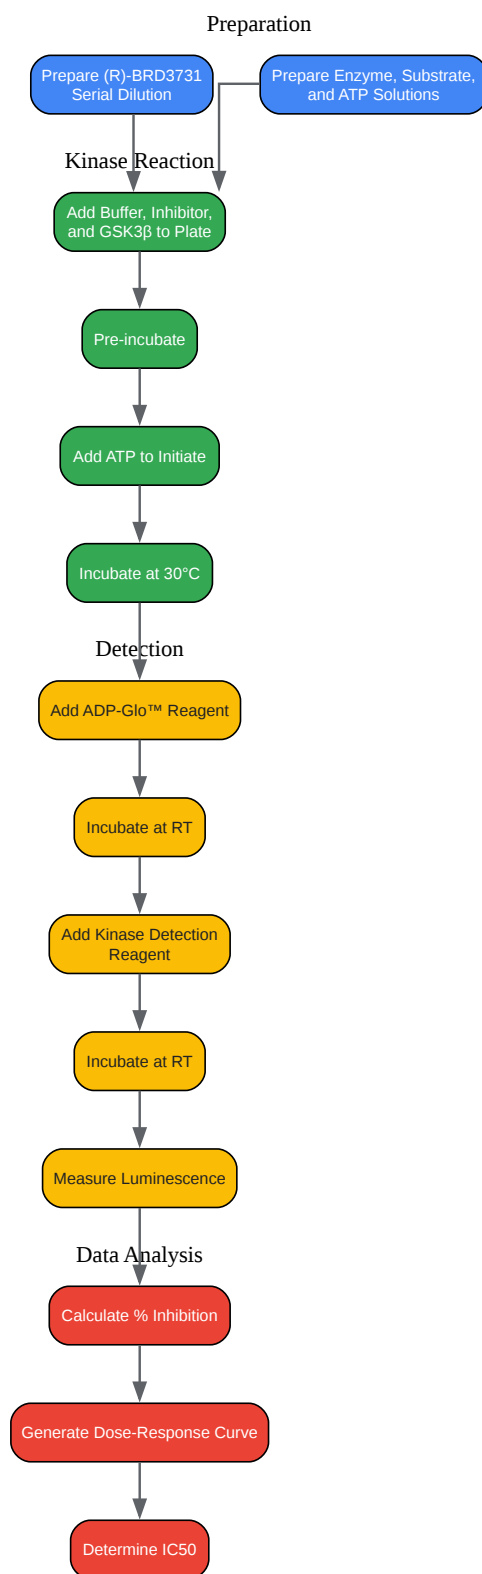 Preparation
Prepare (R)-BRD3731
Serial Dilution
Prepare Enzyme, Substrate,
and ATP Solutions
Kinase Reaction
Add Buffer, Inhibitor,
and GSK3β to Plate
Pre-incubate
Add ATP to Initiate
Incubate at 30°C
Detection
Add ADP-Glo™ Reagent
Incubate at RT
Add Kinase Detection
Reagent
Incubate at RT
Measure Luminescence
Data Analysis
Calculate % Inhibition
Generate Dose-Response Curve
Determine IC50